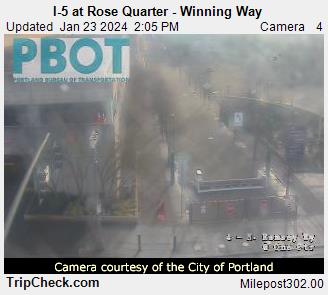 I-5 at Rose Quarter - Winning Way
Updated Jan 23 2024 2:05 PM Camera 4
PBOT
PORTLAND BUREAU OF TRANSPORTATION
Camera courtesy of the City of Portland
TripCheck.com Milepost302.00